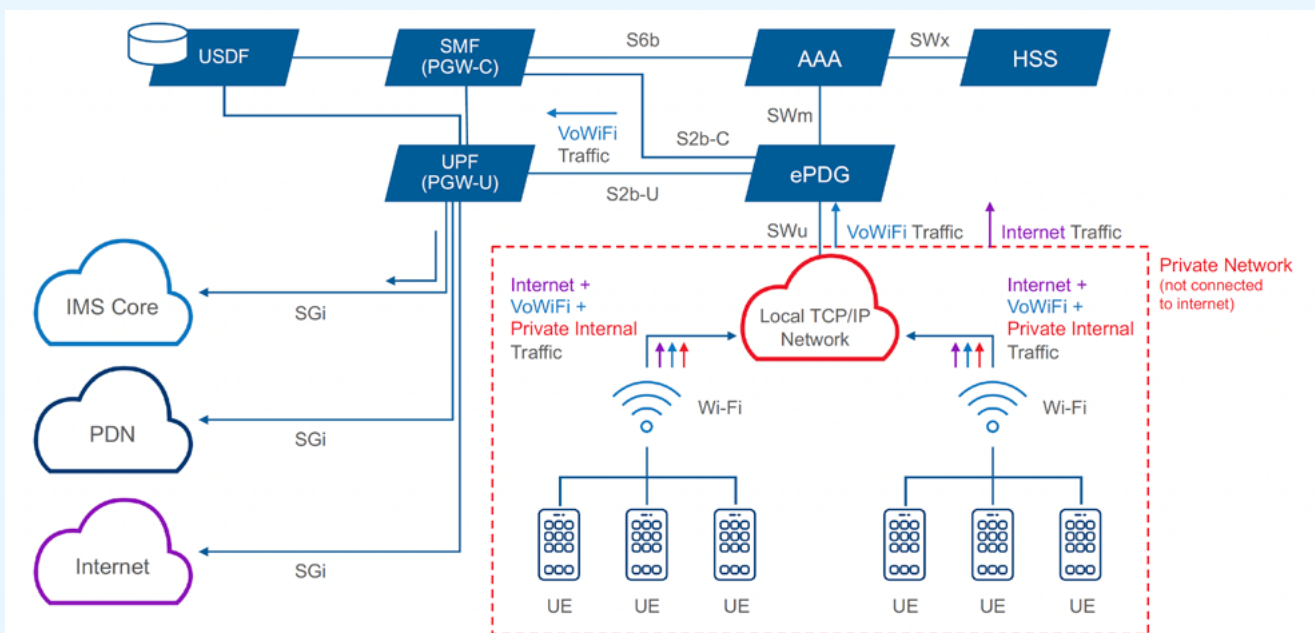 USDF
SMF
(PGW-C)
S6b
AAA
SWx
HSS
SWm
VoWiFi
Traffic
S2b-C
UPF
(PGW-U)
S2b-U
ePDG
SWu
VoWiFi Traffic
Internet Traffic
Private Network
(not connected
to internet)
IMS Core
SGi
Internet +
VoWiFi +
Private Internal
Traffic
Local TCP/IP
Network
Internet +
VoWiFi +
Private Internal
Traffic
Wi-Fi
Wi-Fi
PDN
SGi
Internet
SGi
UE
UE
UE
UE
UE
UE